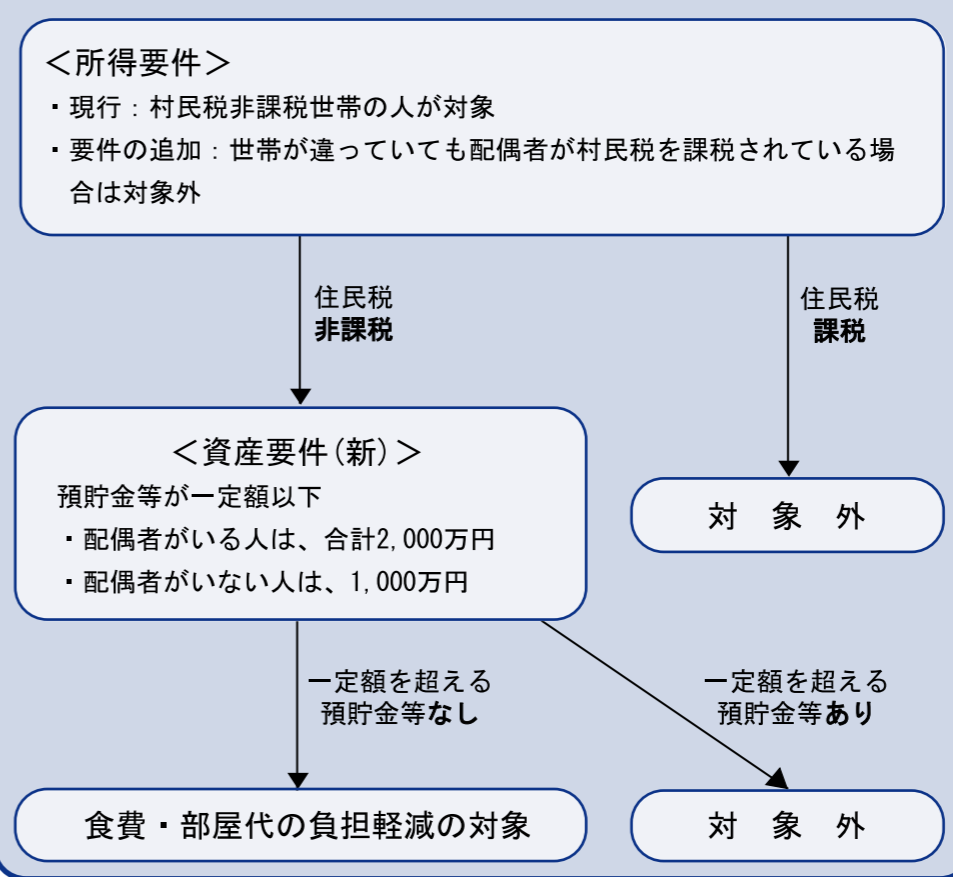 ＜所得要件＞
・現行：村民税非課税世帯の人が対象
・要件の追加：世帯が違っていても配偶者が村民税を課税されている場
合は対象外
住民税
非課税
住民税
課税
＜資産要件(新)＞
預貯金等が一定額以下
・配偶者がいる人は、合計2,000万円
・配偶者がいない人は、1,000万円
対　象　外
一定額を超える
預貯金等なし
一定額を超える
預貯金等あり
食費・部屋代の負担軽減の対象
対　象　外